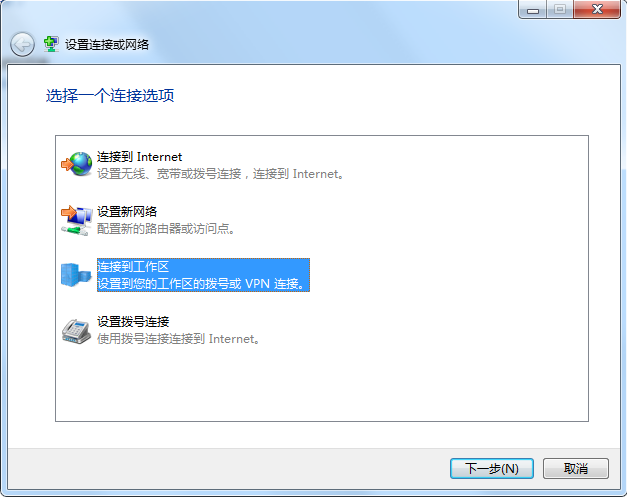 设置连接或网络
选择一个连接选项
连接到 Internet
设置无线、宽带或拨号连接，连接到 Internet。
设置新网络
配置新的路由器或访问点。
连接到工作区
设置到您的工作区的拨号或 VPN 连接。
设置拨号连接
使用拨号连接连接到 Internet。
下一步(N)
取消